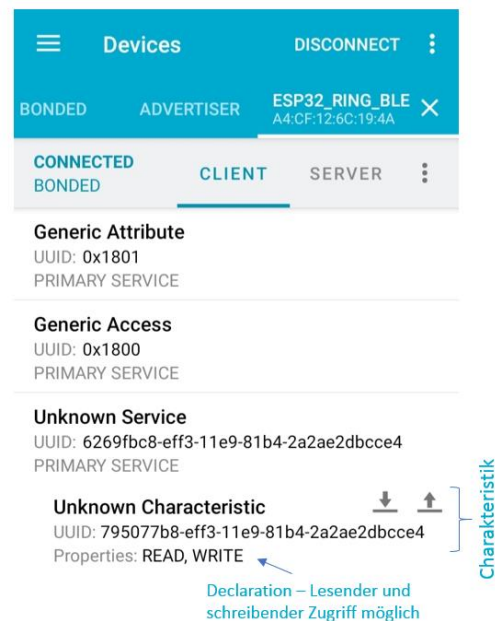 Devices DISCONNECT
BONDED ADVERTISER ESP32_RING_BLE
A4:CF:12:6C:19:4A
CONNECTED
BONDED
CLIENT SERVER
Generic Attribute
UUID: 0x1801
PRIMARY SERVICE
Generic Access
UUID: 0x1800
PRIMARY SERVICE
Unknown Service
UUID: 6269fbc8-eff3-11e9-81b4-2a2ae2dbcce4
PRIMARY SERVICE
Unknown Characteristic
UUID: 795077b8-eff3-11e9-81b4-2a2ae2dbcce4
Properties: READ, WRITE
Charakteristik
Declaration – Lesender und
schreibender Zugriff möglich